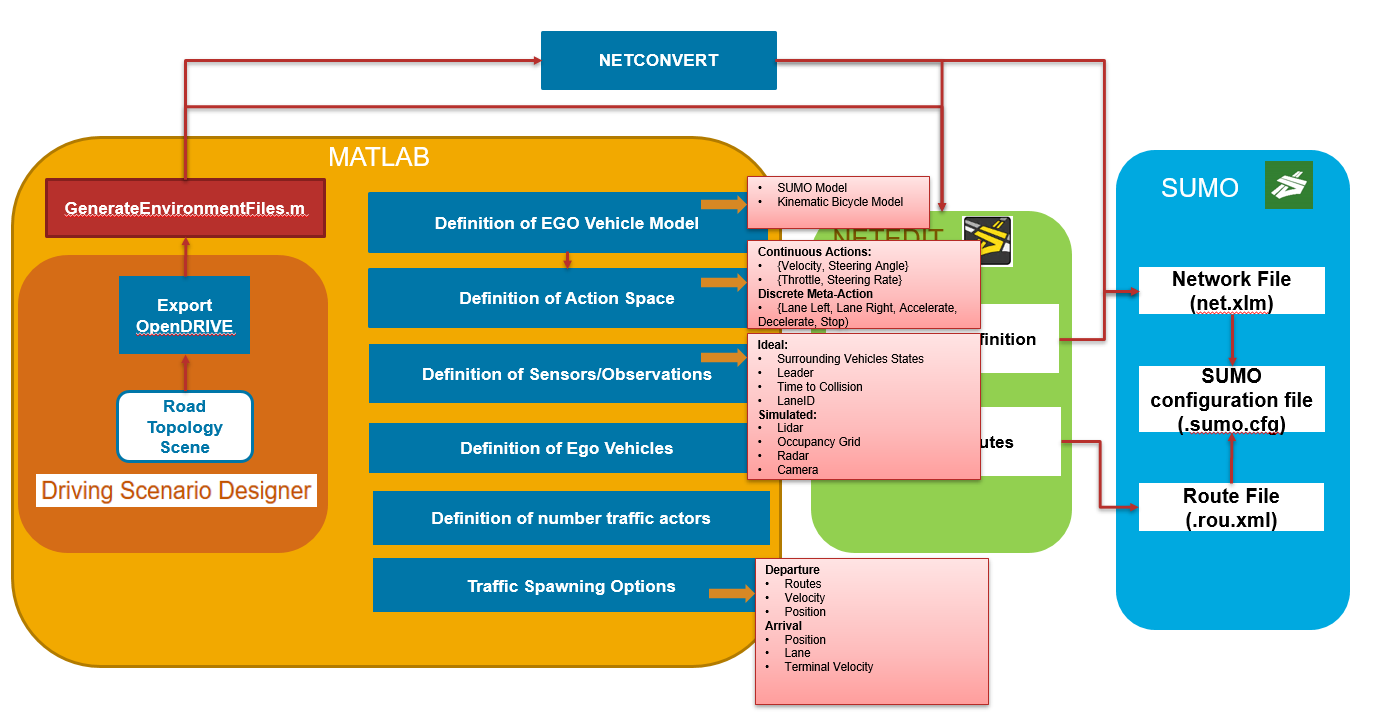 NETCONVERT
MATLAB
GenerateEnvironmentFiles.m
Export
OpenDRIVE
Road
Topology
Scene
Driving Scenario Designer
Definition of EGO Vehicle Model
Definition of Action Space
Definition of Sensors/Observations
Definition of Ego Vehicles
Definition of number traffic actors
Traffic Spawning Options
• SUMO Model
• Kinematic Bicycle Model
NETEDIT
Continuous Actions:
• {Velocity, Steering Angle}
• {Throttle, Steering Rate}
Discrete Meta-Action
• {Lane Left, Lane Right, Accelerate,
Decelerate, Stop)
Ideal:
• Surrounding Vehicles States
• Leader
• Time to Collision
• LaneID
Simulated:
• Lidar
• Occupancy Grid
• Radar
• Camera
Departure
• Routes
• Velocity
• Position
Arrival
• Position
• Lane
• Terminal Velocity
SUMO
Network File
(net.xlm)
SUMO
configuration file
(.sumo.cfg)
Route File
(.rou.xml)